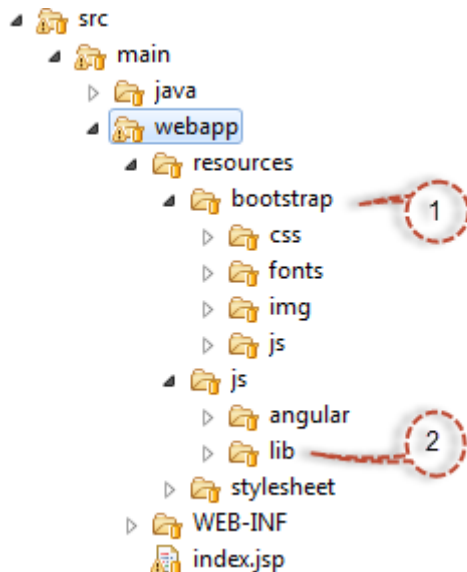 src
main
java
webapp
resources
bootstrap
1
css
fonts
img
js
js
angular
lib
2
stylesheet
WEB-INF
index.jsp